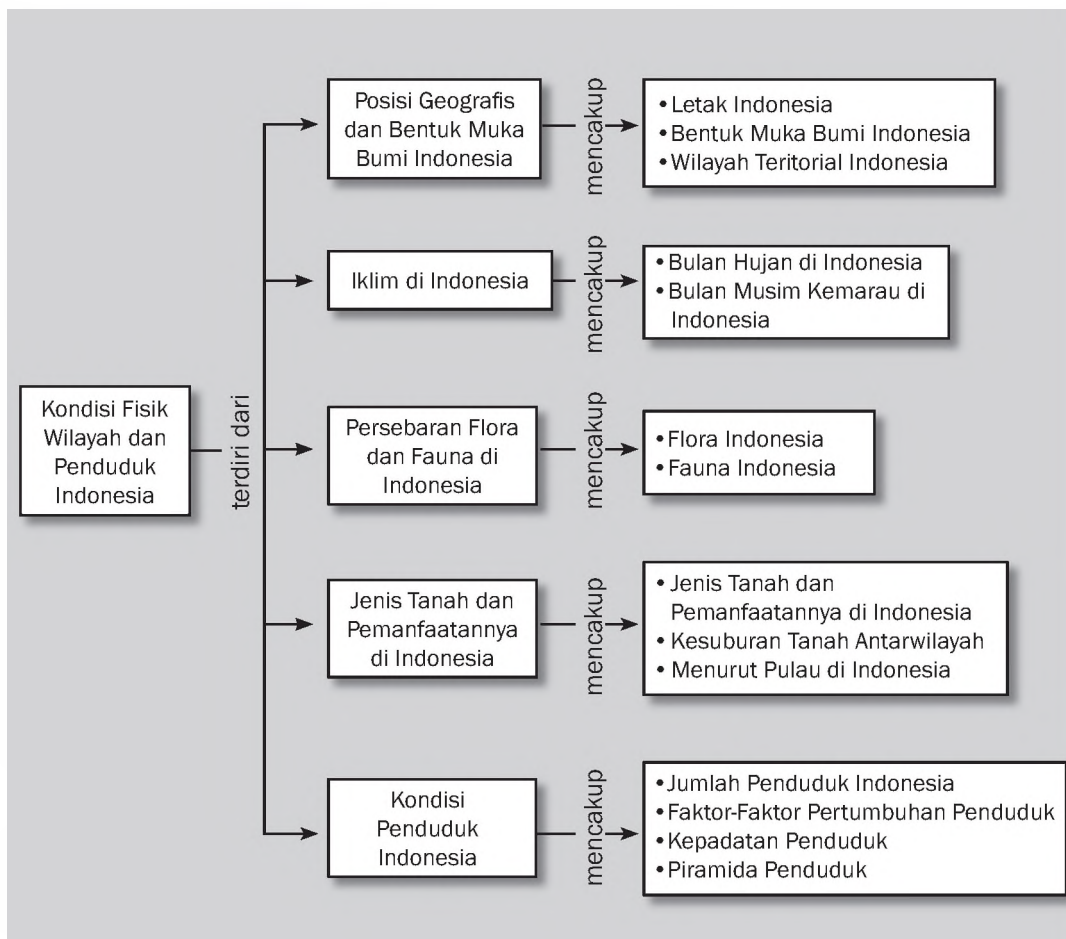 Kondisi Fisik
Wilayah dan
Penduduk
Indonesia
terdiri dari
Posisi Geografis
dan Bentuk Muka
Bumi Indonesia
mencakup
• Letak Indonesia
• Bentuk Muka Bumi Indonesia
• Wilayah Teritorial Indonesia
Iklim di Indonesia
mencakup
• Bulan Hujan di Indonesia
• Bulan Musim Kemarau di
Indonesia
Persebaran Flora
dan Fauna di
Indonesia
mencakup
• Flora Indonesia
• Fauna Indonesia
Jenis Tanah dan
Pemanfaatannya
di Indonesia
mencakup
• Jenis Tanah dan
Pemanfaatannya di Indonesia
• Kesuburan Tanah Antarwilayah
• Menurut Pulau di Indonesia
Kondisi
Penduduk
Indonesia
mencakup
• Jumlah Penduduk Indonesia
• Faktor-Faktor Pertumbuhan Penduduk
• Kepadatan Penduduk
• Piramida Penduduk